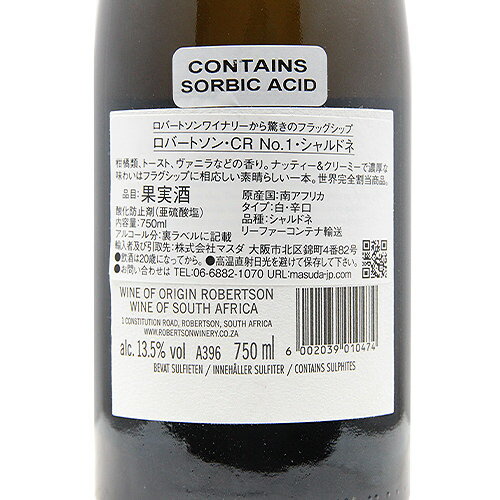 CONTAINS
SORBIC ACID
ロバートソンワイナリーから驚きのフラッグシップ
ロバートソン・CR No.1・シャルドネ
柑橘類、トースト、ヴァニラなどの香り。ナッティー&クリーミーで濃厚な
味わいはフラグシップに相応しい素晴らしい一本。世界完全割当商品。
品目:果実酒 原産国:南アフリカ
酸化防止剤(亜硫酸塩) タイプ:白・辛口
内容量:750ml 品種:シャルドネ
アルコール分:裏ラベルに記載 リーファーコンテナ輸送
輸入者及び引取先:株式会社マスダ 大阪市北区錦町4番82号
●飲酒は20歳になってから。●高温直射日光を避けて保存して下さい。
●お問い合わせは TEL:06-6882-1070 URL:masuda-jp.com
WINE OF ORIGIN ROBERTSON
WINE OF SOUTH AFRICA
1 CONSTITUTION ROAD, ROBERTSON, SOUTH AFRICA
WWW.ROBERTSONWINERY.CO.ZA
alc. 13.5% vol A396 750 ml
6 002039 010474
BEVAT SULFIETEN / INNEHÅLLER SULFITER / CONTAINS SULPHITES